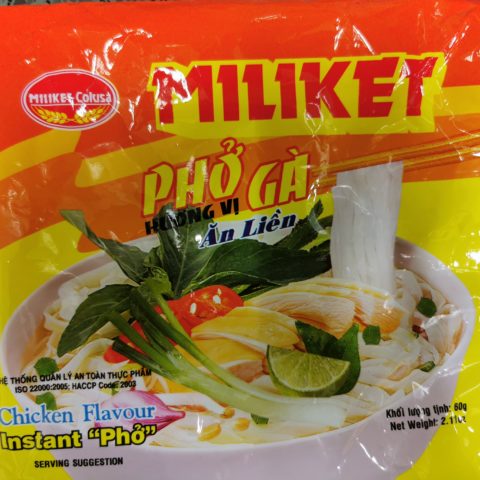 MILIKET Colusa
MILIKET
PHỞ GÀ
HƯƠNG VỊ
Ăn Liền
HỆ THỐNG QUẢN LÝ AN TOÀN THỰC PHẨM
ISO 22000:2005; HACCP Code: 2003
Chicken Flavour
Instant "Phở"
SERVING SUGGESTION
Khối lượng tịnh: 60g
Net Weight: 2.11oz